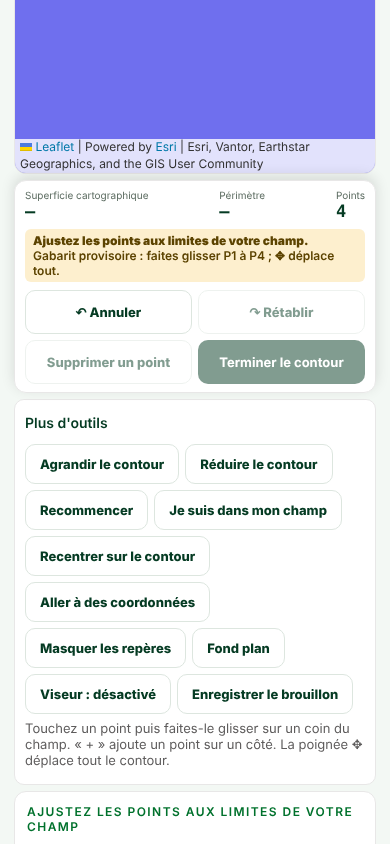 Leaflet | Powered by Esri | Esri, Vantor, Earthstar
Geographics, and the GIS User Community
Superficie cartographique Périmètre Points
— — 4
Ajustez les points aux limites de votre champ.
Gabarit provisoire : faites glisser P1 à P4 ; ✥ déplace
tout.
↶ Annuler ↷ Rétablir
Supprimer un point Terminer le contour
Plus d'outils
Agrandir le contour Réduire le contour
Recommencer Je suis dans mon champ
Recentrer sur le contour
Aller à des coordonnées
Masquer les repères Fond plan
Viseur : désactivé Enregistrer le brouillon
Touchez un point puis faites-le glisser sur un coin du
champ. « + » ajoute un point sur un côté. La poignée ✥
déplace tout le contour.
AJUSTEZ LES POINTS AUX LIMITES DE VOTRE
CHAMP